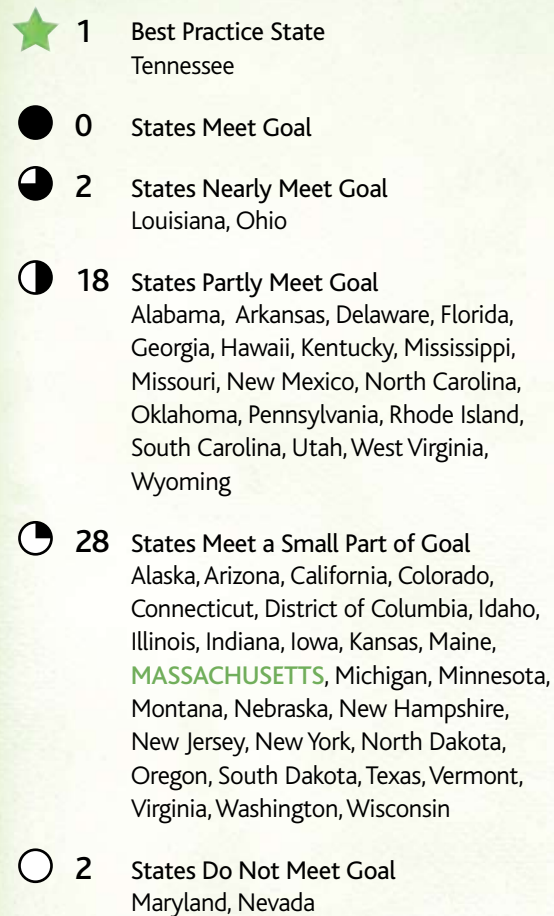 1 Best Practice State
Tennessee
0 States Meet Goal
2 States Nearly Meet Goal
Louisiana, Ohio
18 States Partly Meet Goal
Alabama, Arkansas, Delaware, Florida,
Georgia, Hawaii, Kentucky, Mississippi,
Missouri, New Mexico, North Carolina,
Oklahoma, Pennsylvania, Rhode Island,
South Carolina, Utah, West Virginia,
Wyoming
28 States Meet a Small Part of Goal
Alaska, Arizona, California, Colorado,
Connecticut, District of Columbia, Idaho,
Illinois, Indiana, Iowa, Kansas, Maine,
MASSACHUSETTS, Michigan, Minnesota,
Montana, Nebraska, New Hampshire,
New Jersey, New York, North Dakota,
Oregon, South Dakota, Texas, Vermont,
Virginia, Washington, Wisconsin
2 States Do Not Meet Goal
Maryland, Nevada